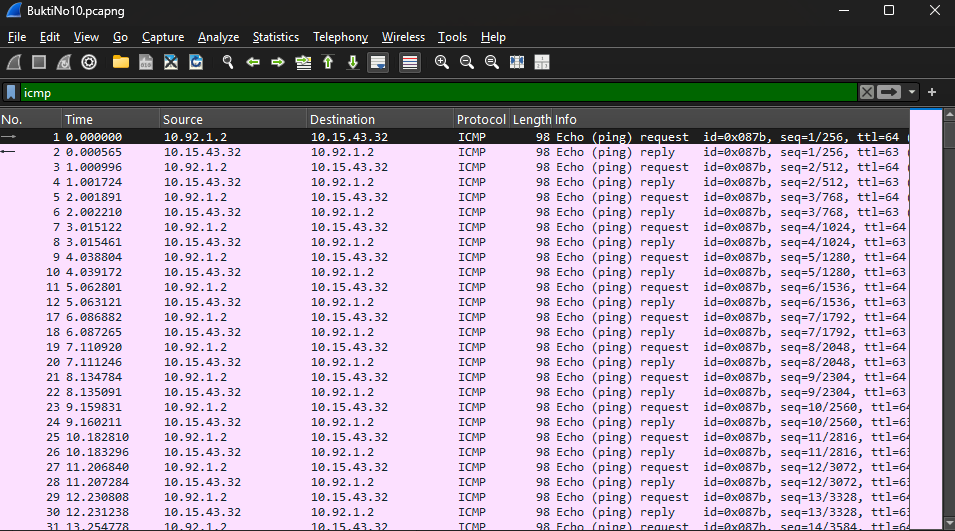 BuktiNo10.pcapng
File Edit View Go Capture Analyze Statistics Telephony Wireless Tools Help
icmp
No. Time Source Destination Protocol Length Info
1 0.000000 10.92.1.2 10.15.43.32 ICMP 98 Echo (ping) request id=0x087b, seq=1/256, ttl=64 (
2 0.000565 10.15.43.32 10.92.1.2 ICMP 98 Echo (ping) reply id=0x087b, seq=1/256, ttl=63 (
3 1.000996 10.92.1.2 10.15.43.32 ICMP 98 Echo (ping) request id=0x087b, seq=2/512, ttl=64 (
4 1.001724 10.15.43.32 10.92.1.2 ICMP 98 Echo (ping) reply id=0x087b, seq=2/512, ttl=63 (
5 2.001891 10.92.1.2 10.15.43.32 ICMP 98 Echo (ping) request id=0x087b, seq=3/768, ttl=64 (
6 2.002210 10.15.43.32 10.92.1.2 ICMP 98 Echo (ping) reply id=0x087b, seq=3/768, ttl=63 (
7 3.015122 10.92.1.2 10.15.43.32 ICMP 98 Echo (ping) request id=0x087b, seq=4/1024, ttl=64
8 3.015461 10.15.43.32 10.92.1.2 ICMP 98 Echo (ping) reply id=0x087b, seq=4/1024, ttl=63
9 4.038804 10.92.1.2 10.15.43.32 ICMP 98 Echo (ping) request id=0x087b, seq=5/1280, ttl=64
10 4.039172 10.15.43.32 10.92.1.2 ICMP 98 Echo (ping) reply id=0x087b, seq=5/1280, ttl=63
11 5.062801 10.92.1.2 10.15.43.32 ICMP 98 Echo (ping) request id=0x087b, seq=6/1536, ttl=64
12 5.063121 10.15.43.32 10.92.1.2 ICMP 98 Echo (ping) reply id=0x087b, seq=6/1536, ttl=63
17 6.086882 10.92.1.2 10.15.43.32 ICMP 98 Echo (ping) request id=0x087b, seq=7/1792, ttl=64
18 6.087265 10.15.43.32 10.92.1.2 ICMP 98 Echo (ping) reply id=0x087b, seq=7/1792, ttl=63
19 7.110920 10.92.1.2 10.15.43.32 ICMP 98 Echo (ping) request id=0x087b, seq=8/2048, ttl=64
20 7.111246 10.15.43.32 10.92.1.2 ICMP 98 Echo (ping) reply id=0x087b, seq=8/2048, ttl=63
21 8.134784 10.92.1.2 10.15.43.32 ICMP 98 Echo (ping) request id=0x087b, seq=9/2304, ttl=64
22 8.135091 10.15.43.32 10.92.1.2 ICMP 98 Echo (ping) reply id=0x087b, seq=9/2304, ttl=63
23 9.159831 10.92.1.2 10.15.43.32 ICMP 98 Echo (ping) request id=0x087b, seq=10/2560, ttl=64
24 9.160211 10.15.43.32 10.92.1.2 ICMP 98 Echo (ping) reply id=0x087b, seq=10/2560, ttl=63
25 10.182810 10.92.1.2 10.15.43.32 ICMP 98 Echo (ping) request id=0x087b, seq=11/2816, ttl=64
26 10.183296 10.15.43.32 10.92.1.2 ICMP 98 Echo (ping) reply id=0x087b, seq=11/2816, ttl=63
27 11.206840 10.92.1.2 10.15.43.32 ICMP 98 Echo (ping) request id=0x087b, seq=12/3072, ttl=64
28 11.207284 10.15.43.32 10.92.1.2 ICMP 98 Echo (ping) reply id=0x087b, seq=12/3072, ttl=63
29 12.230808 10.92.1.2 10.15.43.32 ICMP 98 Echo (ping) request id=0x087b, seq=13/3328, ttl=64
30 12.231238 10.15.43.32 10.92.1.2 ICMP 98 Echo (ping) reply id=0x087b, seq=13/3328, ttl=63
31 13.254778 10.92.1.2 10.15.43.32 ICMP 98 Echo (ping) request id=0x087b, seq=14/3584, ttl=64